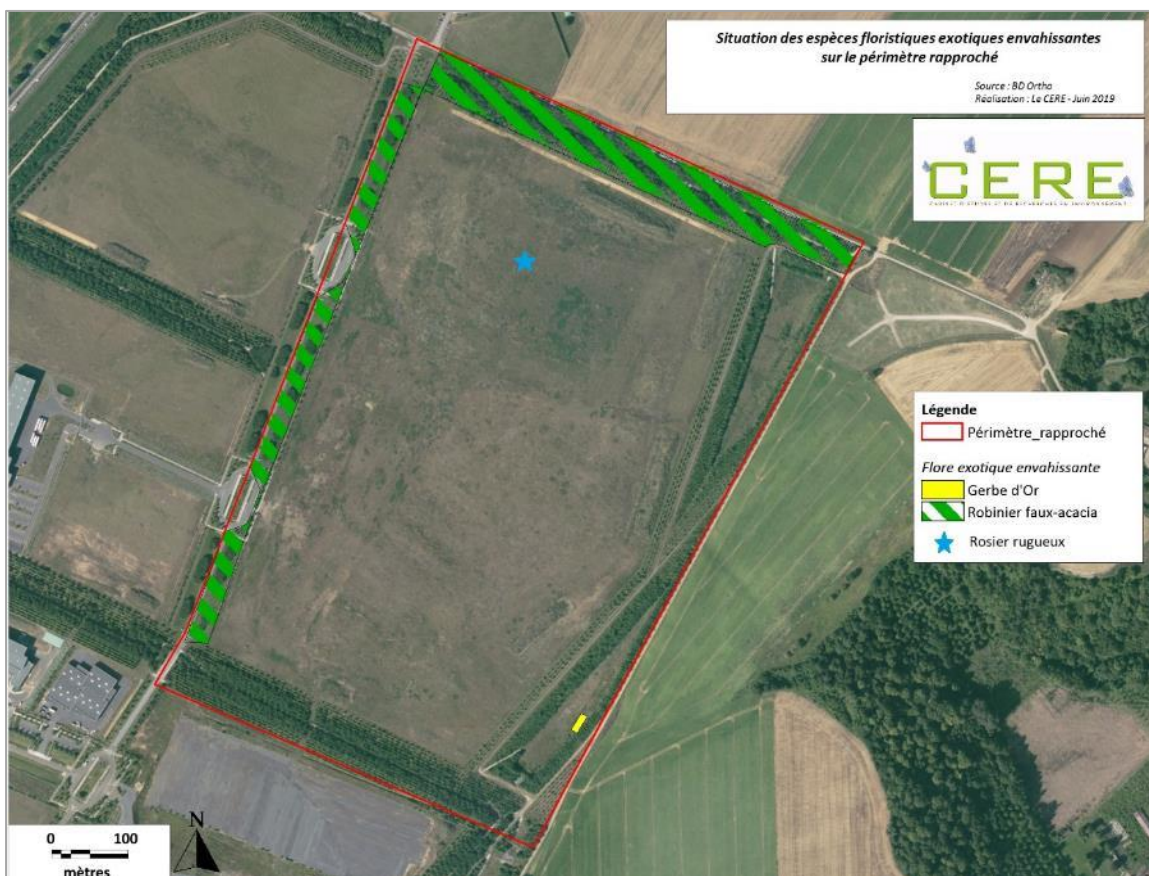 Situation des espèces floristiques exotiques envahissantes
sur le périmètre rapproché
Source : BD Ortho
Réalisation : Le CERE - Juin 2019
CERE
Légende
Périmètre_rapproché
Flore exotique envahissante
Gerbe d'Or
Robinier faux-acacia
Rosier rugueux
N
0 100
mètres